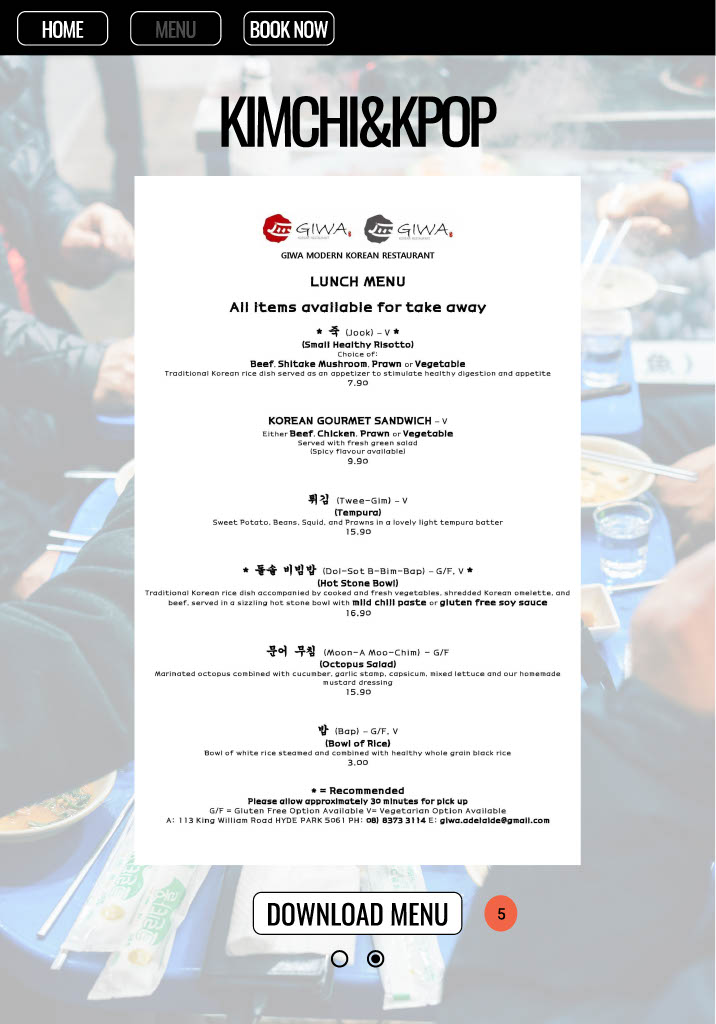 HOME MENU BOOK NOW
KIMCHI&KPOP
GIWA GIWA
GIWA MODERN KOREAN RESTAURANT
LUNCH MENU
All items available for take away
* 죽 (Jook) – V *
(Small Healthy Risotto)
Choice of:
Beef, Shitake Mushroom, Prawn or Vegetable
Traditional Korean rice dish served as an appetizer to stimulate healthy digestion and appetite
7.90
KOREAN GOURMET SANDWICH – V
Either Beef, Chicken, Prawn or Vegetable
Served with fresh green salad
(Spicy flavour available)
9.90
튀김 (Twee-Gim) – V
(Tempura)
Sweet Potato, Beans, Squid, and Prawns in a lovely light tempura batter
15.90
* 돌솥 비빔밥 (Dol-Sot B-Bim-Bap) – G/F, V *
(Hot Stone Bowl)
Traditional Korean rice dish accompanied by cooked and fresh vegetables, shredded Korean omelette, and
beef, served in a sizzling hot stone bowl with mild chili paste or gluten free soy sauce
16.90
문어 무침 (Moon-A Moo-Chim) – G/F
(Octopus Salad)
Marinated octopus combined with cucumber, garlic stamp, capsicum, mixed lettuce and our homemade
mustard dressing
15.90
밥 (Bap) – G/F, V
(Bowl of Rice)
Bowl of white rice steamed and combined with healthy whole grain black rice
3.00
* = Recommended
Please allow approximately 30 minutes for pick up
G/F = Gluten Free Option Available V= Vegetarian Option Available
A: 113 King William Road HYDE PARK 5061 PH: 08) 8373 3114 E: giwa.adelaide@gmail.com
DOWNLOAD MENU 5